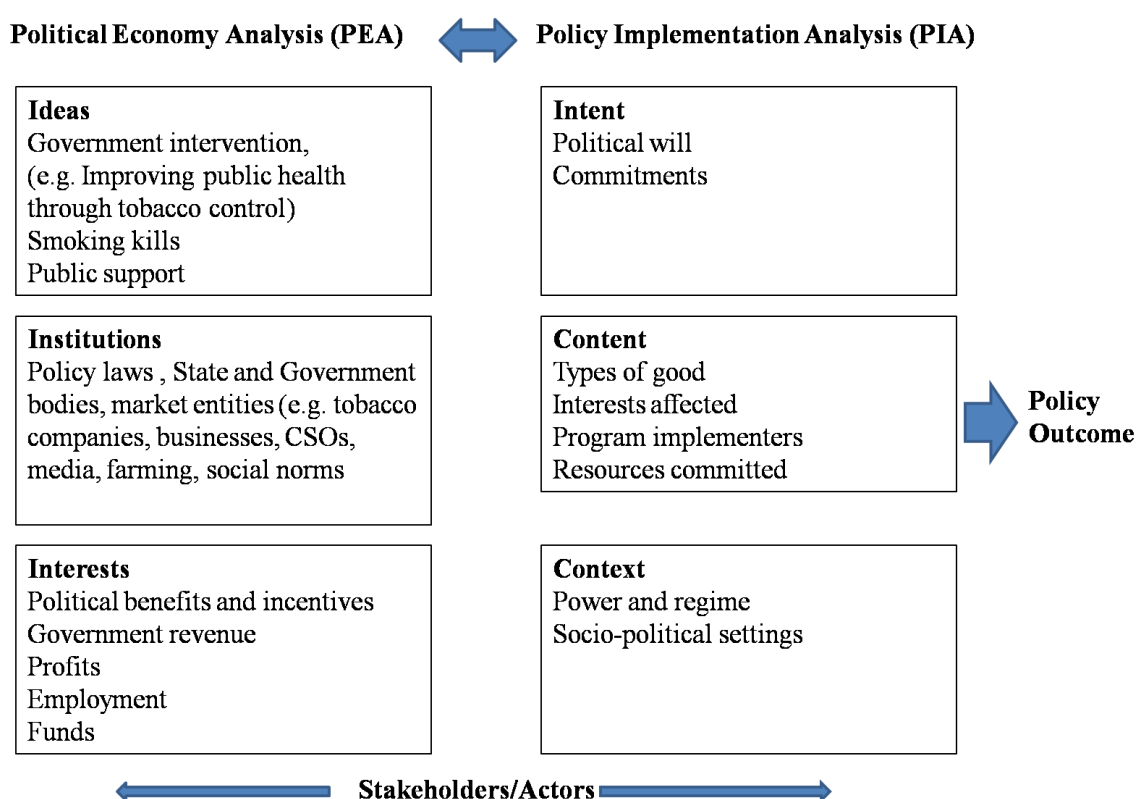 Political Economy Analysis (PEA)
Policy Implementation Analysis (PIA)
Ideas
Government intervention,
(e.g. Improving public health
through tobacco control)
Smoking kills
Public support
Intent
Political will
Commitments
Institutions
Policy laws , State and Government
bodies, market entities (e.g. tobacco
companies, businesses, CSOs,
media, farming, social norms
Content
Types of good
Interests affected
Program implementers
Resources committed
Policy
Outcome
Interests
Political benefits and incentives
Government revenue
Profits
Employment
Funds
Context
Power and regime
Socio-political settings
Stakeholders/Actors